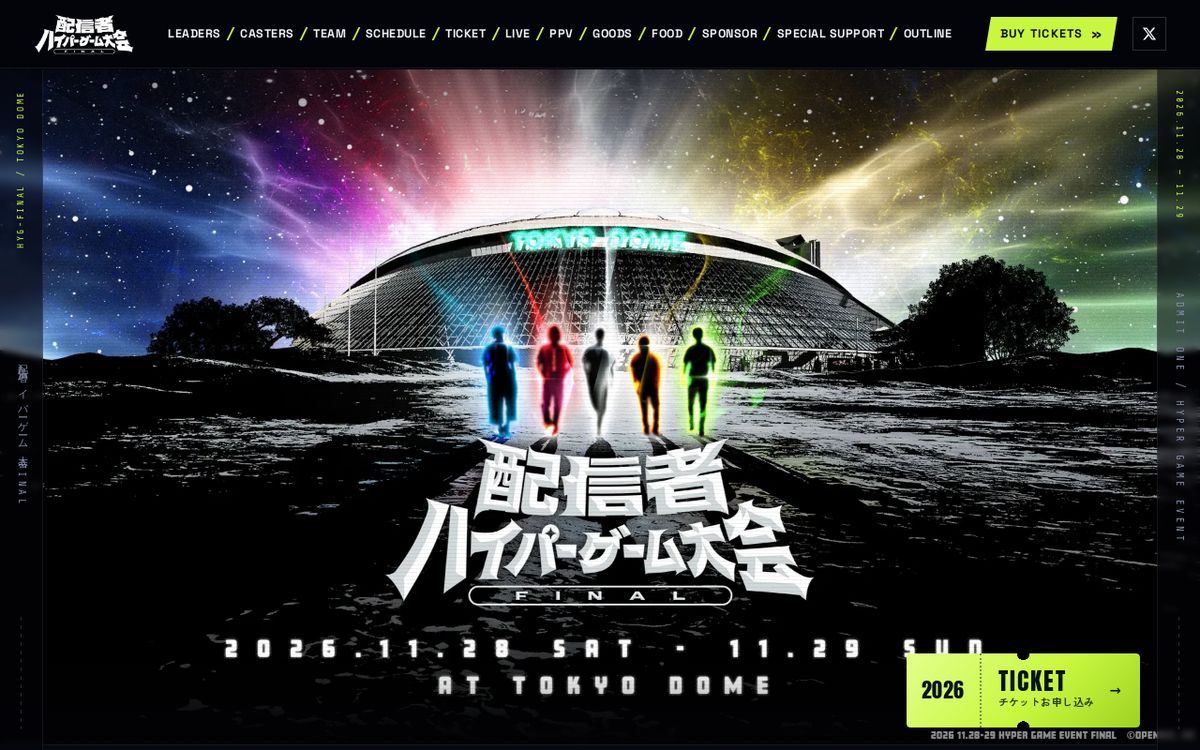 配信者
ハイパーゲーム大会
FINAL
LEADERS / CASTERS / TEAM / SCHEDULE / TICKET / LIVE / PPV / GOODS / FOOD / SPONSOR / SPECIAL SUPPORT / OUTLINE
BUY TICKETS »
X
HYG-FINAL / TOKYO DOME
2026.11.28 — 11.29
ADMIT ONE / HYPER GAME EVENT
TOKYO DOME
配信者
ハイパーゲーム大会
FINAL
2026.11.28 SAT - 11.29 SUN
AT TOKYO DOME
2026
TICKET
チケットお申し込み
→
2026 11.28-29 HYPER GAME EVENT FINAL